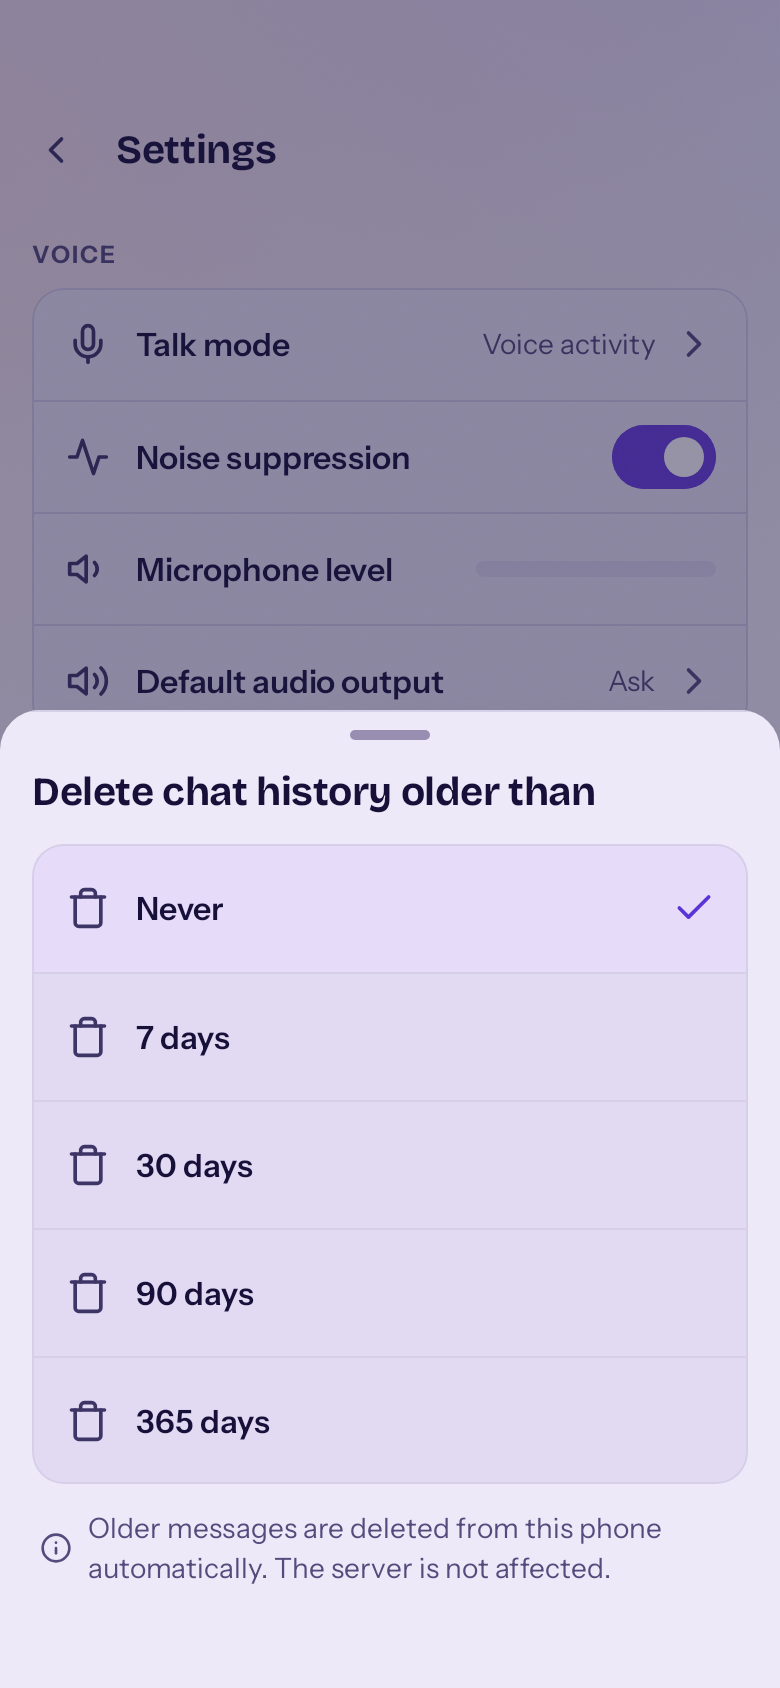 Settings
VOICE
Talk mode
Voice activity
Noise suppression
Microphone level
Default audio output
Ask
Delete chat history older than
Never
7 days
30 days
90 days
365 days
Older messages are deleted from this phone
automatically. The server is not affected.